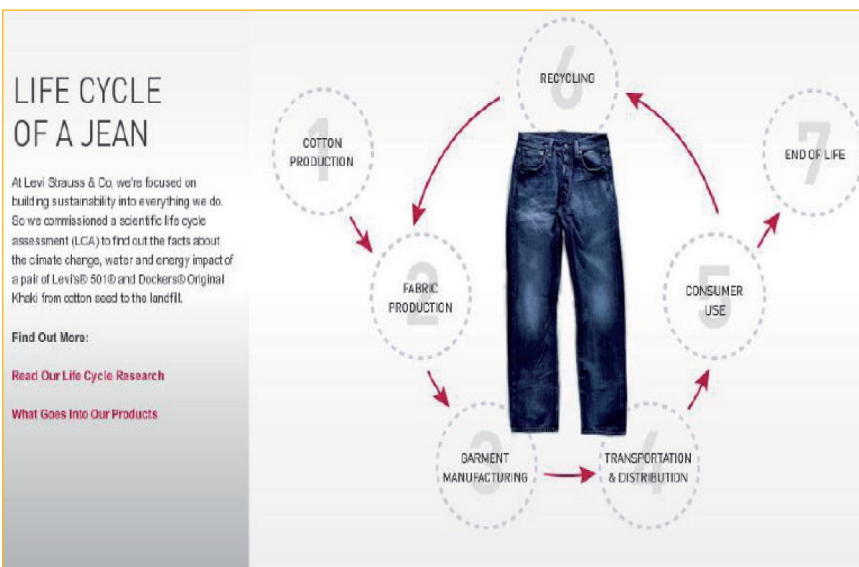 LIFE CYCLE
OF A JEAN
At Levi Strauss & Co, we're focused on
building sustainability into everything we do.
So we commissioned a scientific life cycle
assessment (LCA) to find out the facts about
the climate change, water and energy impact of
a pair of Levi's® 501® and Dockers® Original
Khaki from cotton seed to the landfill.
Find Out More:
Read Our Life Cycle Research
What Goes Into Our Products
1
COTTON
PRODUCTION
2
FABRIC
PRODUCTION
3
GARMENT
MANUFACTURING
4
TRANSPORTATION
& DISTRIBUTION
5
CONSUMER
USE
6
RECYCLING
7
END OF LIFE